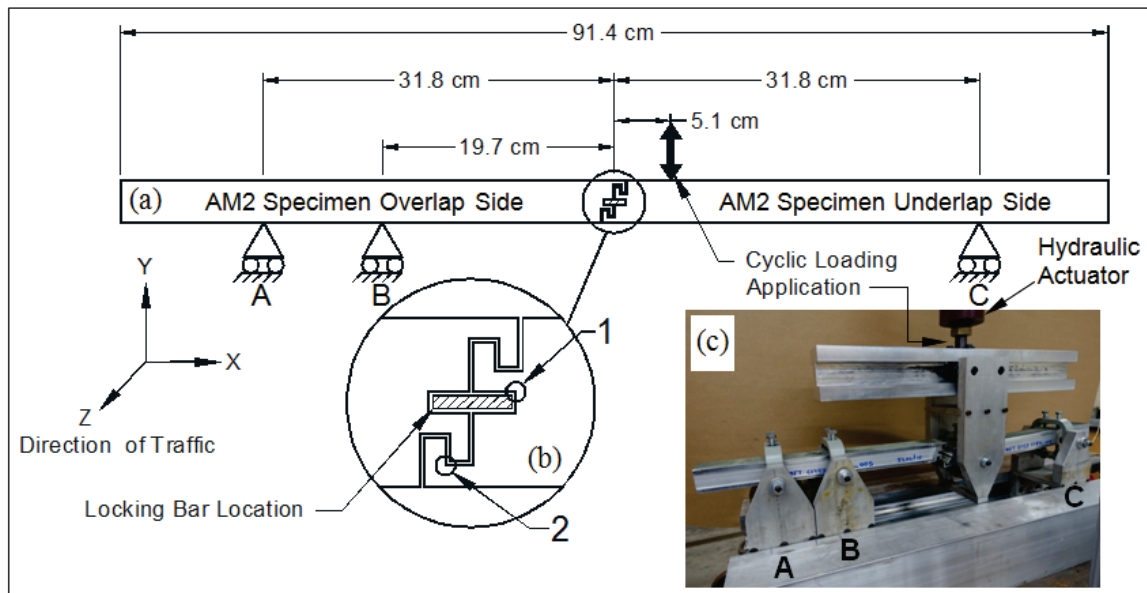 91.4 cm
31.8 cm
31.8 cm
5.1 cm
19.7 cm
(a)
AM2 Specimen Overlap Side
AM2 Specimen Underlap Side
Cyclic Loading
Application
Hydraulic
Actuator
A
B
C
Y
X
Z
Direction of Traffic
1
(b)
Locking Bar Location
2
(c)
A
B
C